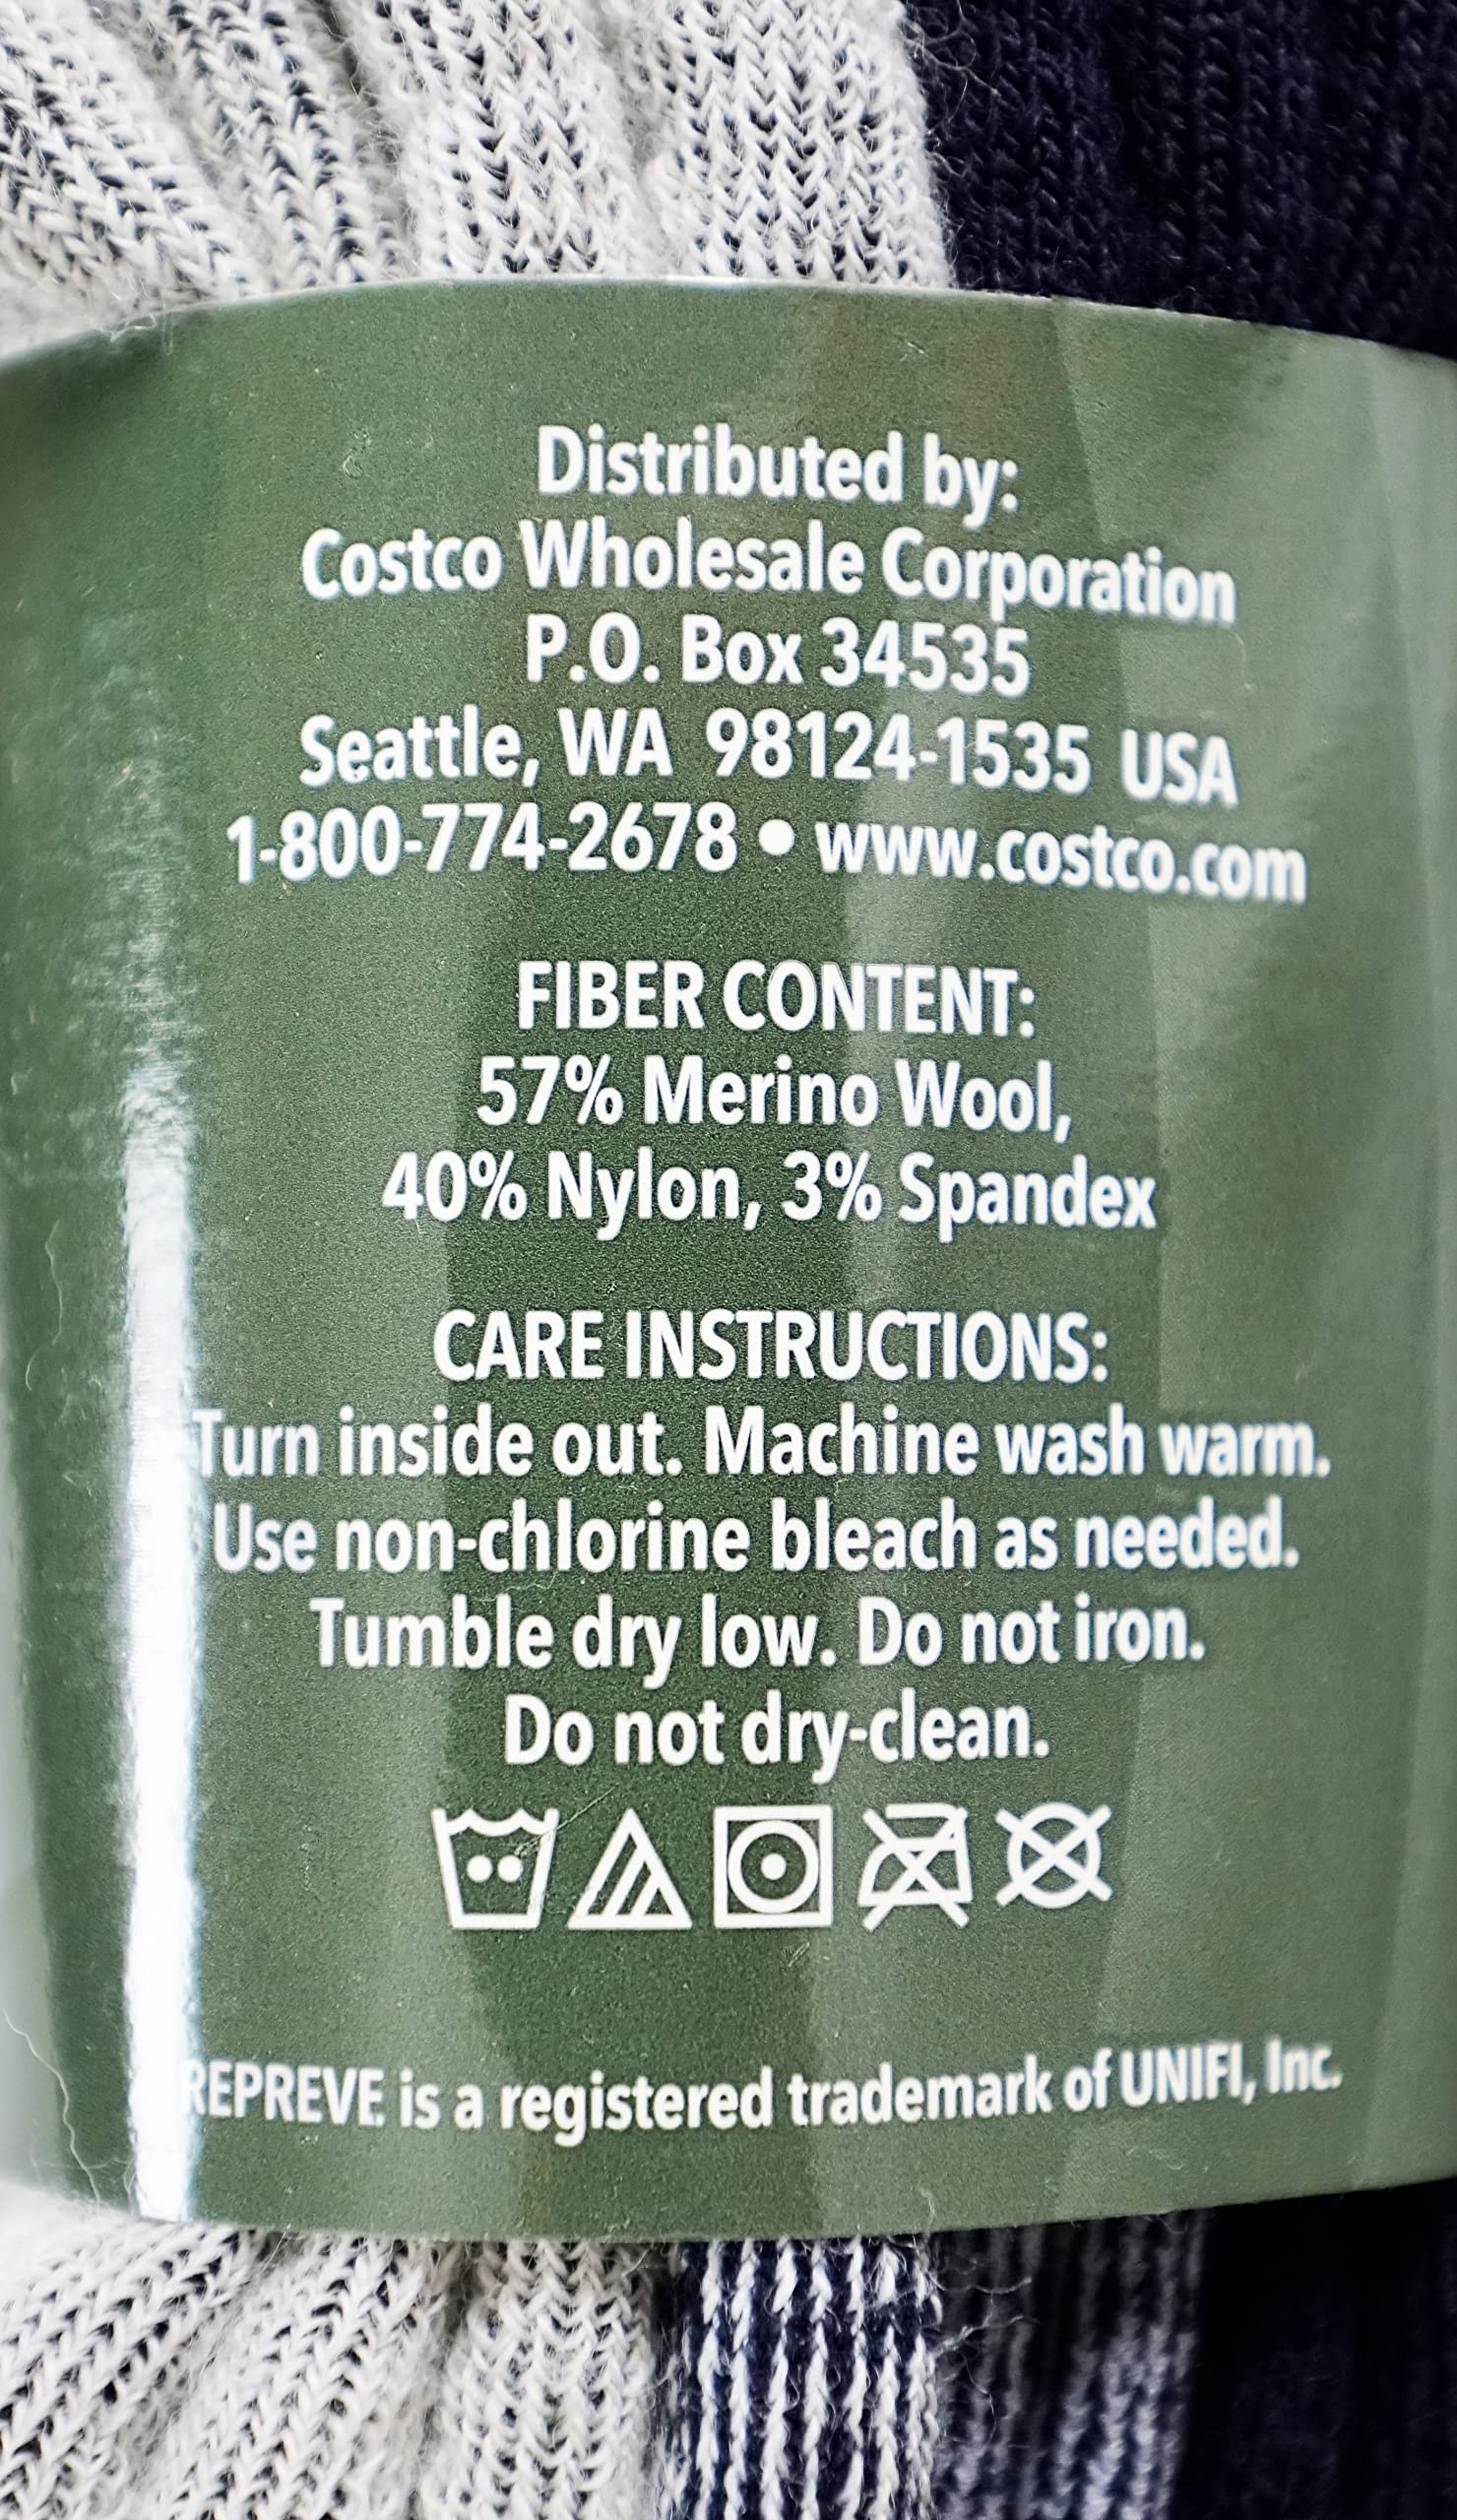 Distributed by:
Costco Wholesale Corporation
P.O. Box 34535
Seattle, WA 98124-1535 USA
1-800-774-2678 • www.costco.com
FIBER CONTENT:
57% Merino Wool,
40% Nylon, 3% Spandex
CARE INSTRUCTIONS:
Turn inside out. Machine wash warm.
Use non-chlorine bleach as needed.
Tumble dry low. Do not iron.
Do not dry-clean.
REPREVE is a registered trademark of UNIFI, Inc.